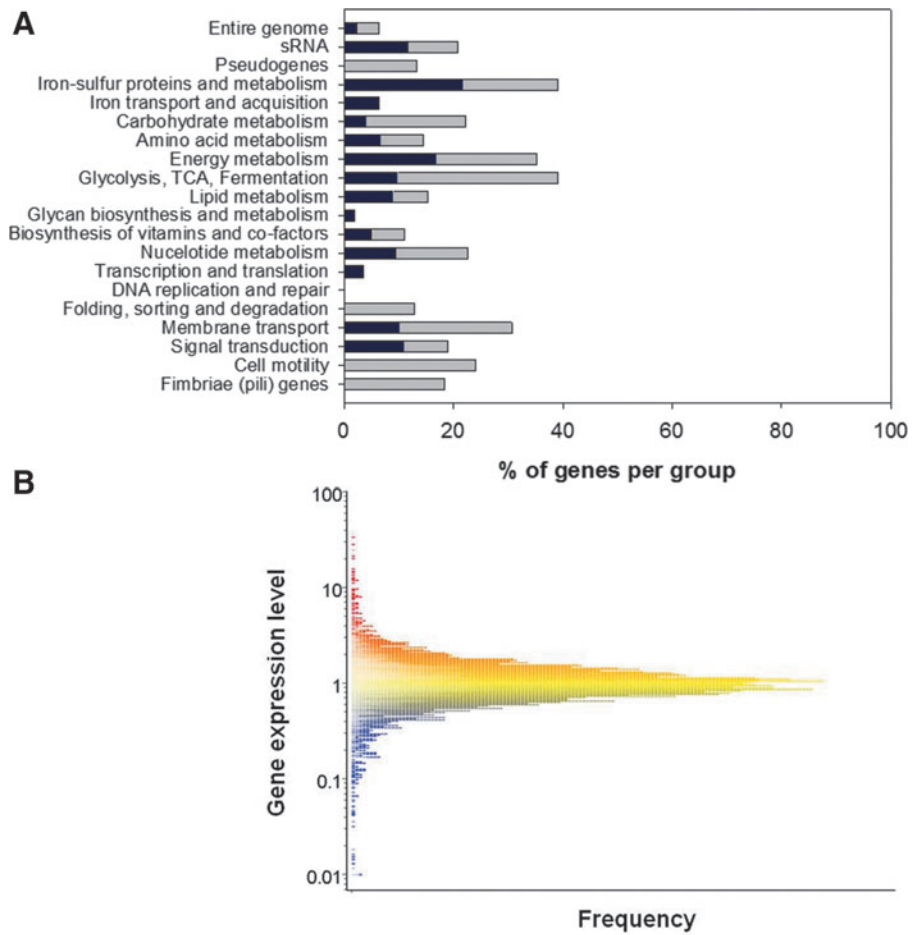 A
Entire genome
sRNA
Pseudogenes
Iron-sulfur proteins and metabolism
Iron transport and acquisition
Carbohydrate metabolism
Amino acid metabolism
Energy metabolism
Glycolysis, TCA, Fermentation
Lipid metabolism
Glycan biosynthesis and metabolism
Biosynthesis of vitamins and co-factors
Nucelotide metabolism
Transcription and translation
DNA replication and repair
Folding, sorting and degradation
Membrane transport
Signal transduction
Cell motility
Fimbriae (pili) genes
0 20 40 60 80 100
% of genes per group
B
Gene expression level
100
10
1
0.1
0.01
Frequency